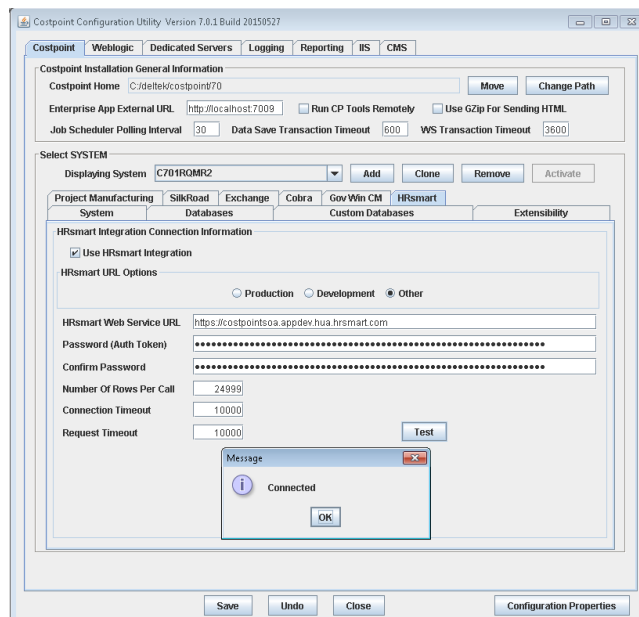 Costpoint Configuration Utility Version 7.0.1 Build 20150527
Costpoint Weblogic Dedicated Servers Logging Reporting IIS CMS
Costpoint Installation General Information
Costpoint Home C:/deltek/costpoint/70 Move Change Path
Enterprise App External URL http://localhost:7009 Run CP Tools Remotely Use GZip For Sending HTML
Job Scheduler Polling Interval 30 Data Save Transaction Timeout 600 WS Transaction Timeout 3600
Select SYSTEM
Displaying System C701RQMR2 Add Clone Remove Activate
Project Manufacturing SilkRoad Exchange Cobra Gov Win CM HRsmart
System Databases Custom Databases Extensibility
HRsmart Integration Connection Information
Use HRsmart Integration
HRsmart URL Options
Production Development Other
HRsmart Web Service URL https://costpointsoa.appdev.hua.hrsmart.com
Password (Auth Token)
Confirm Password
Number Of Rows Per Call 24999
Connection Timeout 10000
Request Timeout 10000 Test
Message
Connected
OK
Save Undo Close Configuration Properties